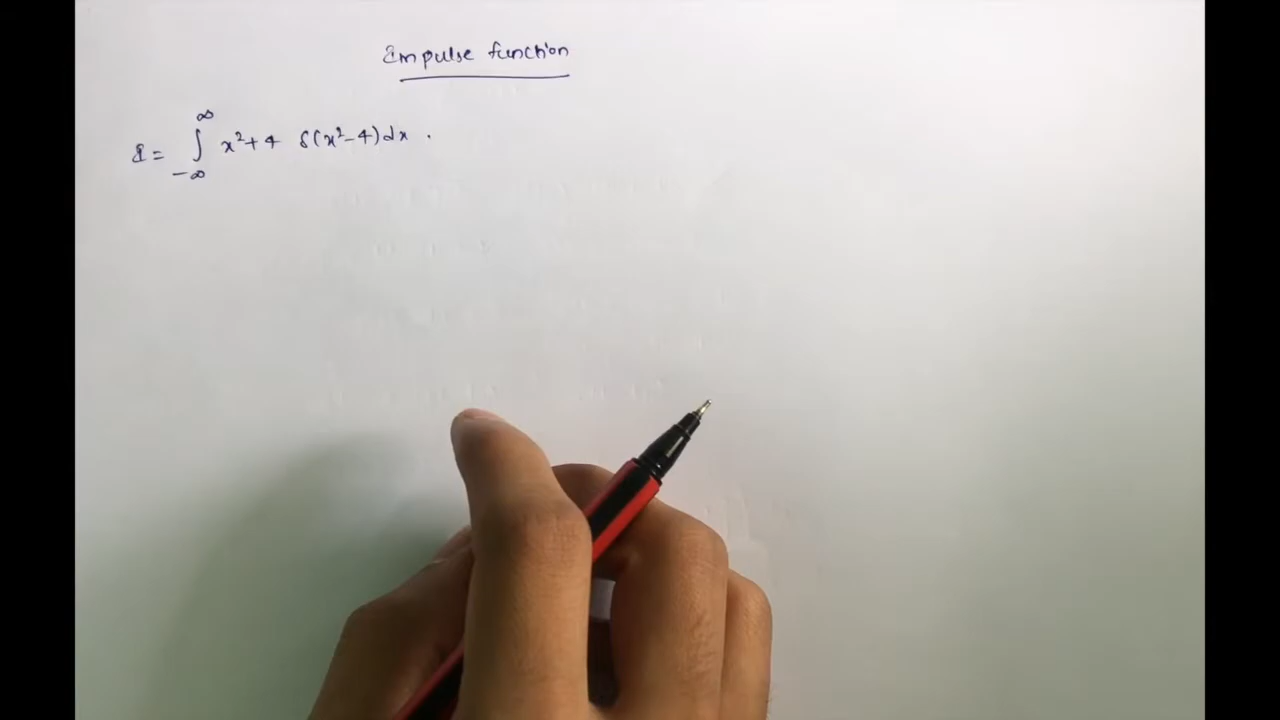 Impulse function
I = ∫_{-∞}^{∞} x²+4 δ(x²-4)dx .